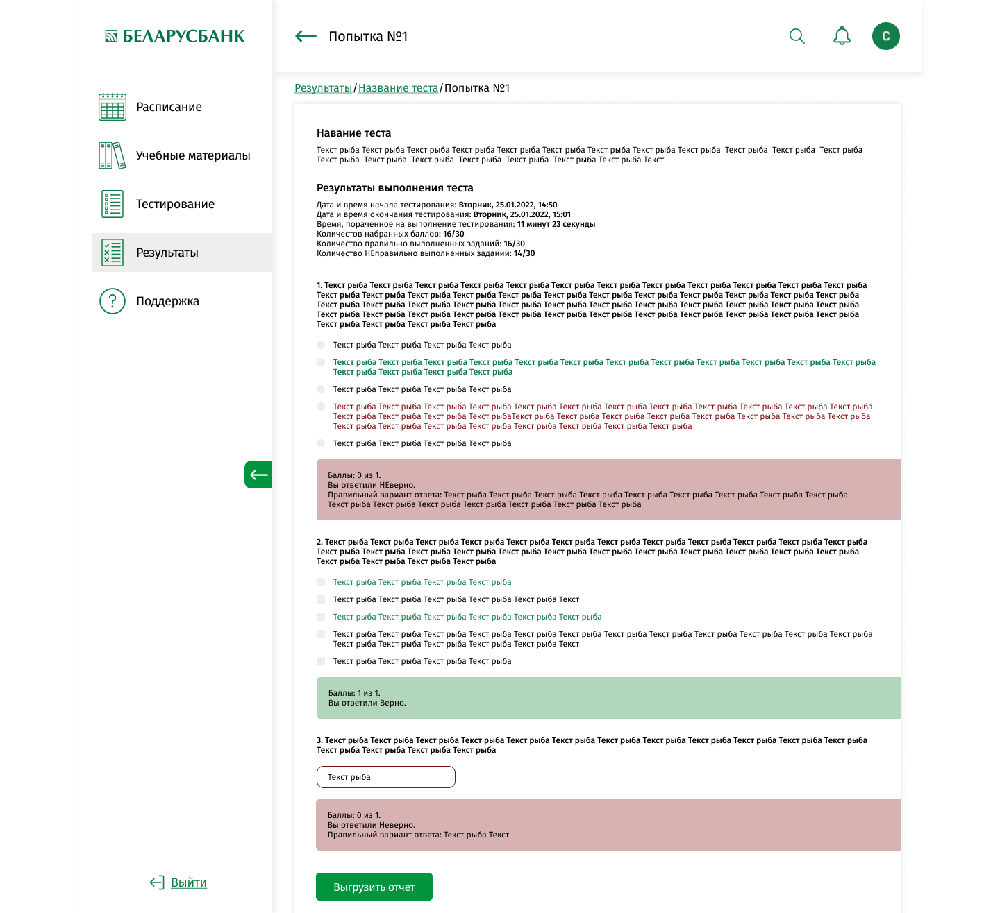 БЕЛАРУСБАНК
Попытка №1
С
Расписание
Учебные материалы
Тестирование
Результаты
Поддержка
Выйти
Результаты/Название теста/Попытка №1
Навание теста
Текст рыба Текст рыба Текст рыба Текст рыба Текст рыба Текст рыба Текст рыба Текст рыба Текст рыба Текст рыба Текст рыба Текст рыба
Текст рыба Текст рыба Текст рыба Текст рыба Текст рыба Текст рыба Текст рыба Текст
Результаты выполнения теста
Дата и время начала тестирования: Вторник, 25.01.2022, 14:50
Дата и время окончания тестирования: Вторник, 25.01.2022, 15:01
Время, пораченное на выполнение тестирования: 11 минут 23 секунды
Количестов набранных баллов: 16/30
Количество правильно выполненных заданий: 16/30
Количество НЕправильно выполненных заданий: 14/30
1. Текст рыба Текст рыба Текст рыба Текст рыба Текст рыба Текст рыба Текст рыба Текст рыба Текст рыба Текст рыба Текст рыба Текст рыба
Текст рыба Текст рыба Текст рыба Текст рыба Текст рыба Текст рыба Текст рыба Текст рыба Текст рыба Текст рыба Текст рыба Текст рыба
Текст рыба Текст рыба Текст рыба Текст рыба Текст рыба Текст рыба Текст рыба Текст рыба Текст рыба Текст рыба Текст рыба Текст рыба
Текст рыба Текст рыба Текст рыба Текст рыба Текст рыба Текст рыба Текст рыба Текст рыба Текст рыба Текст рыба Текст рыба Текст рыба
Текст рыба Текст рыба Текст рыба Текст рыба
Текст рыба Текст рыба Текст рыба Текст рыба
Текст рыба Текст рыба Текст рыба Текст рыба Текст рыба Текст рыба Текст рыба Текст рыба Текст рыба Текст рыба Текст рыба Текст рыба
Текст рыба Текст рыба Текст рыба Текст рыба
Текст рыба Текст рыба Текст рыба Текст рыба
Текст рыба Текст рыба Текст рыба Текст рыба Текст рыба Текст рыба Текст рыба Текст рыба Текст рыба Текст рыба Текст рыба Текст рыба
Текст рыба Текст рыба Текст рыба Текст рыбаТекст рыба Текст рыба Текст рыба Текст рыба Текст рыба Текст рыба Текст рыба Текст рыба
Текст рыба Текст рыба Текст рыба Текст рыба Текст рыба Текст рыба Текст рыба Текст рыба
Текст рыба Текст рыба Текст рыба Текст рыба
Баллы: 0 из 1.
Вы ответили НЕверно.
Правильный вариант ответа: Текст рыба Текст рыба Текст рыба Текст рыба Текст рыба Текст рыба Текст рыба Текст рыба Текст рыба
Текст рыба Текст рыба Текст рыба Текст рыба Текст рыба Текст рыба Текст рыба
2. Текст рыба Текст рыба Текст рыба Текст рыба Текст рыба Текст рыба Текст рыба Текст рыба Текст рыба Текст рыба Текст рыба Текст рыба
Текст рыба Текст рыба Текст рыба Текст рыба Текст рыба Текст рыба Текст рыба Текст рыба Текст рыба Текст рыба Текст рыба Текст рыба
Текст рыба Текст рыба Текст рыба Текст рыба
Текст рыба Текст рыба Текст рыба Текст рыба
Текст рыба Текст рыба Текст рыба Текст рыба Текст рыба Текст
Текст рыба Текст рыба Текст рыба Текст рыба Текст рыба Текст рыба
Текст рыба Текст рыба Текст рыба Текст рыба Текст рыба Текст рыба Текст рыба Текст рыба Текст рыба Текст рыба Текст рыба Текст рыба
Текст рыба Текст рыба Текст рыба Текст рыба Текст рыба Текст
Текст рыба Текст рыба Текст рыба Текст рыба
Баллы: 1 из 1.
Вы ответили Верно.
3. Текст рыба Текст рыба Текст рыба Текст рыба Текст рыба Текст рыба Текст рыба Текст рыба Текст рыба Текст рыба Текст рыба Текст рыба
Текст рыба Текст рыба Текст рыба Текст рыба
Текст рыба
Баллы: 0 из 1.
Вы ответили Неверно.
Правильный вариант ответа: Текст рыба Текст
Выгрузить отчет